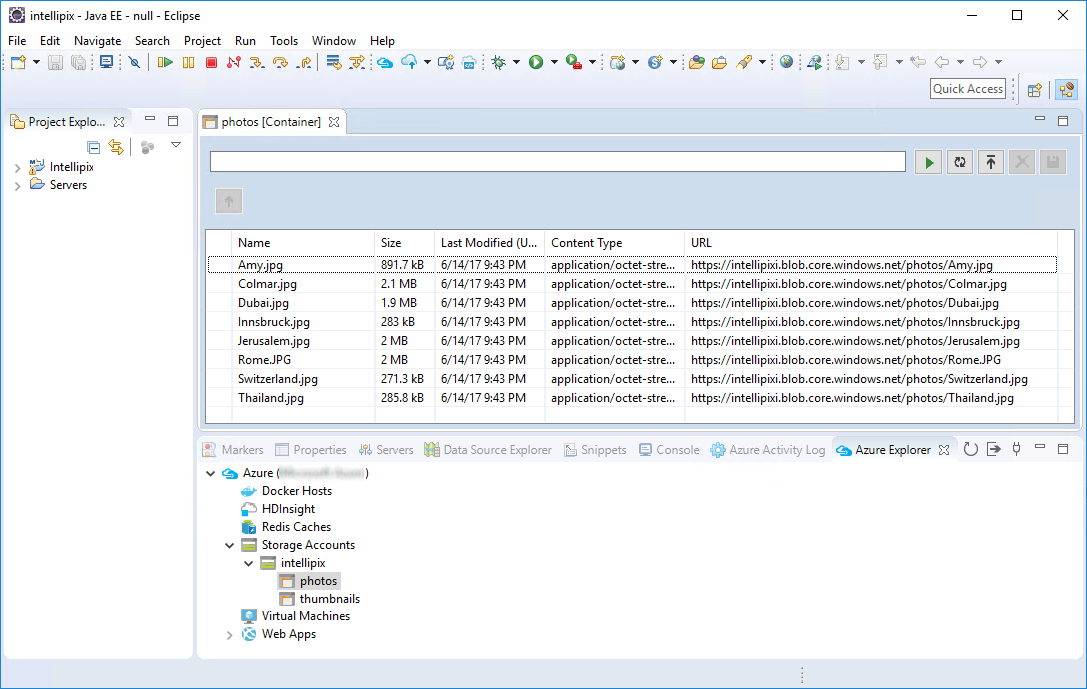 intellipix - Java EE - null - Eclipse
File Edit Navigate Search Project Run Tools Window Help
Quick Access
Project Explo...
Intellipix
Servers
photos [Container]
Name Size Last Modified (U... Content Type URL
Amy.jpg 891.7 kB 6/14/17 9:43 PM application/octet-stre... https://intellipixi.blob.core.windows.net/photos/Amy.jpg
Colmar.jpg 2.1 MB 6/14/17 9:43 PM application/octet-stre... https://intellipixi.blob.core.windows.net/photos/Colmar.jpg
Dubai.jpg 1.9 MB 6/14/17 9:43 PM application/octet-stre... https://intellipixi.blob.core.windows.net/photos/Dubai.jpg
Innsbruck.jpg 283 kB 6/14/17 9:43 PM application/octet-stre... https://intellipixi.blob.core.windows.net/photos/Innsbruck.jpg
Jerusalem.jpg 2 MB 6/14/17 9:43 PM application/octet-stre... https://intellipixi.blob.core.windows.net/photos/Jerusalem.jpg
Rome.JPG 2 MB 6/14/17 9:43 PM application/octet-stre... https://intellipixi.blob.core.windows.net/photos/Rome.JPG
Switzerland.jpg 271.3 kB 6/14/17 9:43 PM application/octet-stre... https://intellipixi.blob.core.windows.net/photos/Switzerland.jpg
Thailand.jpg 285.8 kB 6/14/17 9:43 PM application/octet-stre... https://intellipixi.blob.core.windows.net/photos/Thailand.jpg
Markers Properties Servers Data Source Explorer Snippets Console Azure Activity Log Azure Explorer
Azure ( )
Docker Hosts
HDInsight
Redis Caches
Storage Accounts
intellipix
photos
thumbnails
Virtual Machines
Web Apps